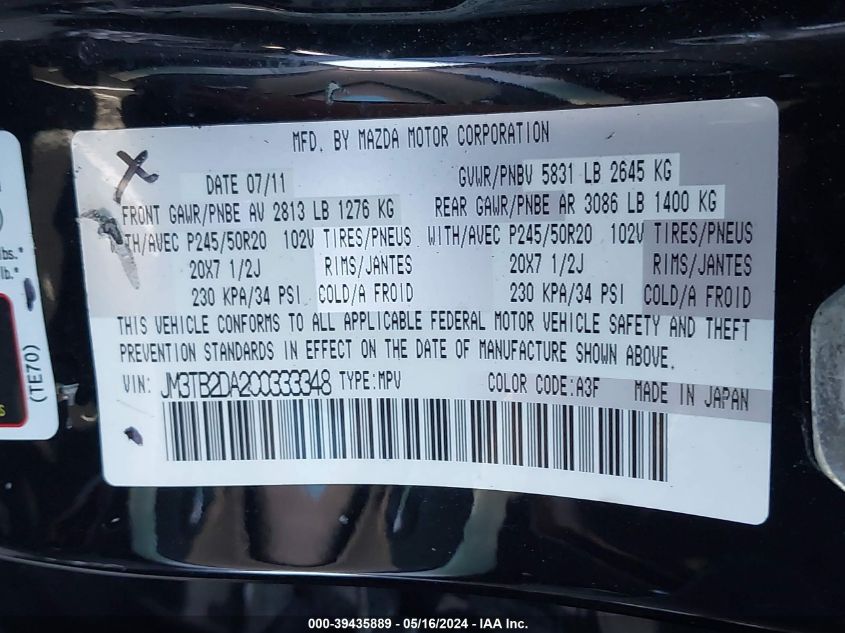 MFD. BY MAZDA MOTOR CORPORATION
DATE 07/11 GVWR/PNBV 5831 LB 2645 KG
FRONT GAWR/PNBE AV 2813 LB 1276 KG REAR GAWR/PNBE AR 3086 LB 1400 KG
TH/AVEC P245/50R20 102V TIRES/PNEUS WITH/AVEC P245/50R20 102V TIRES/PNEUS
20X7 1/2J RIMS/JANTES 20X7 1/2J RIMS/JANTES
230 KPA/34 PSI COLD/A FROID 230 KPA/34 PSI COLD/A FROID
THIS VEHICLE CONFORMS TO ALL APPLICABLE FEDERAL MOTOR VEHICLE SAFETY AND THEFT
PREVENTION STANDARDS IN EFFECT ON THE DATE OF MANUFACTURE SHOWN ABOVE.
VIN: JM3TB2DA2C0333348 TYPE:MPV COLOR CODE:A3F MADE IN JAPAN
lbs.*
lb.*
(TE70)
000-39435889 - 05/16/2024 - IAA Inc.